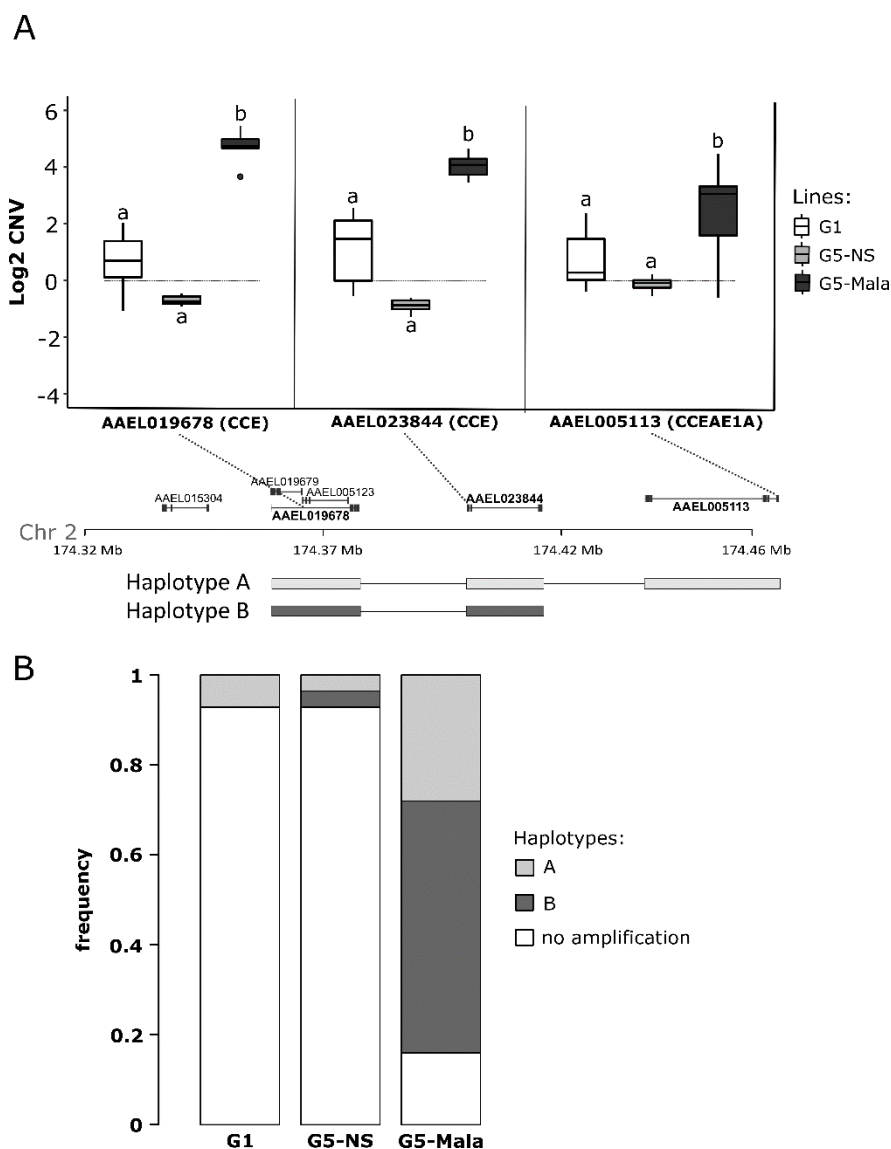 A
Log2 CNV
6
4
2
0
-2
-4
a
a
b
a
a
b
a
a
b
Lines:
G1
G5-NS
G5-Mala
AAEL019678 (CCE)
AAEL023844 (CCE)
AAEL005113 (CCEAE1A)
AAEL019679
AAEL015304
AAEL005123
AAEL023844
AAEL019678
AAEL005113
Chr 2
174.32 Mb
174.37 Mb
174.42 Mb
174.46 Mb
Haplotype A
Haplotype B
B
frequency
1
0.8
0.6
0.4
0.2
0
Haplotypes:
A
B
no amplification
G1
G5-NS
G5-Mala